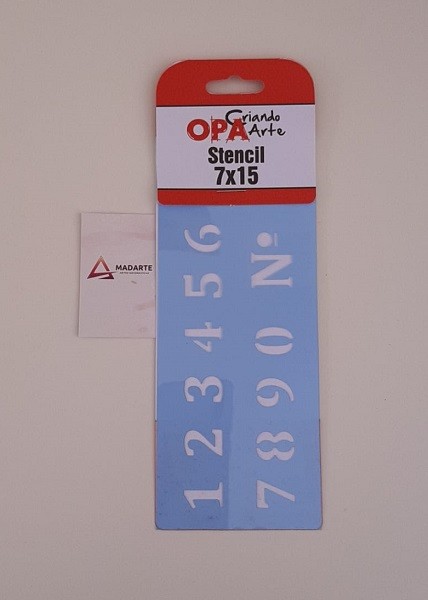 OPA Criando Arte
Stencil
7x15
MADARTE
1 2 3 4 5 6
7 8 9 0 Nº